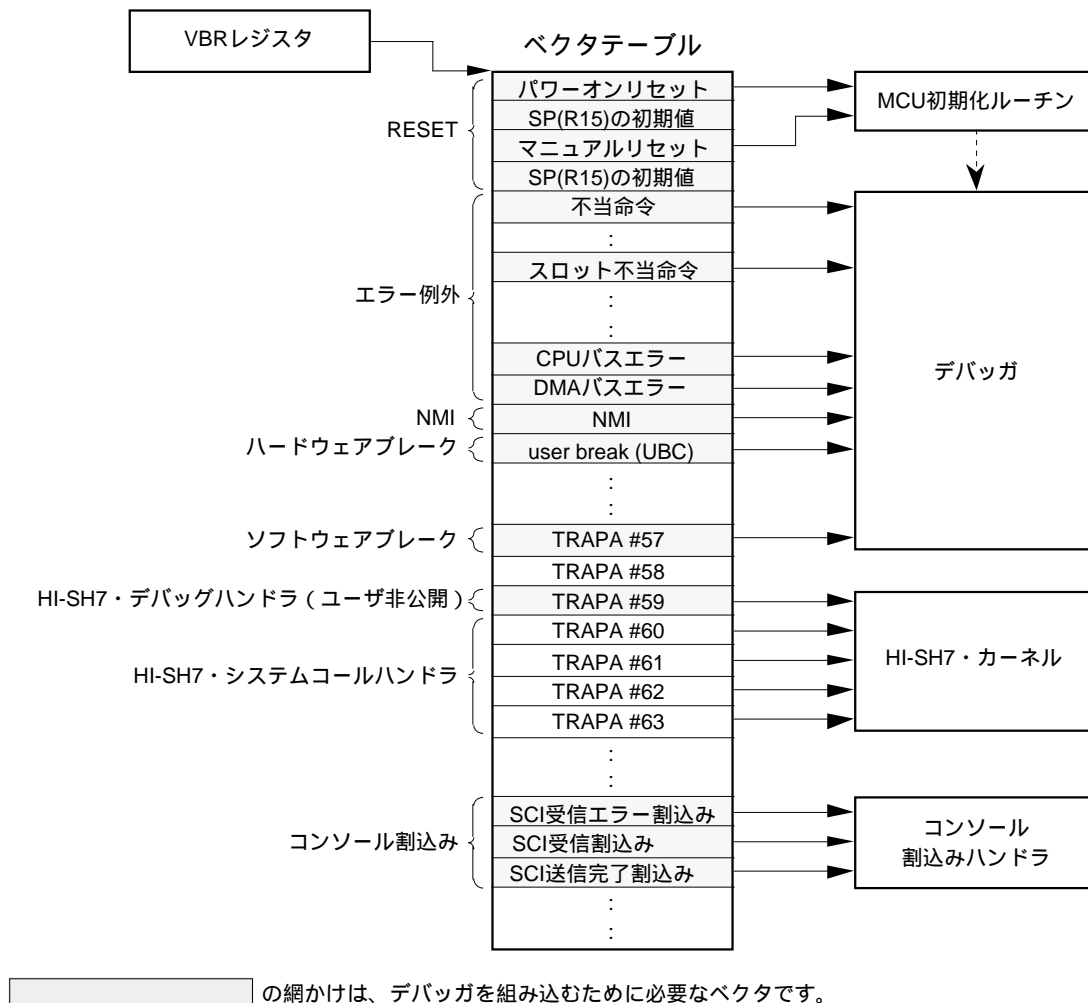 VBRレジスタ
ベクタテーブル
パワーオンリセット
MCU初期化ルーチン
SP(R15)の初期値
RESET
マニュアルリセット
SP(R15)の初期値
不当命令
:
スロット不当命令
エラー例外
:
:
CPUバスエラー
デバッガ
DMAバスエラー
NMI
NMI
ハードウェアブレーク
user break (UBC)
:
:
ソフトウェアブレーク
TRAPA #57
TRAPA #58
HI-SH7・デバッグハンドラ(ユーザ非公開)
TRAPA #59
TRAPA #60
HI-SH7・システムコールハンドラ
TRAPA #61
HI-SH7・カーネル
TRAPA #62
TRAPA #63
:
:
SCI受信エラー割込み
コンソール割込み
SCI受信割込み
コンソール
割込みハンドラ
SCI送信完了割込み
:
:
の網かけは、デバッガを組み込むために必要なベクタです。